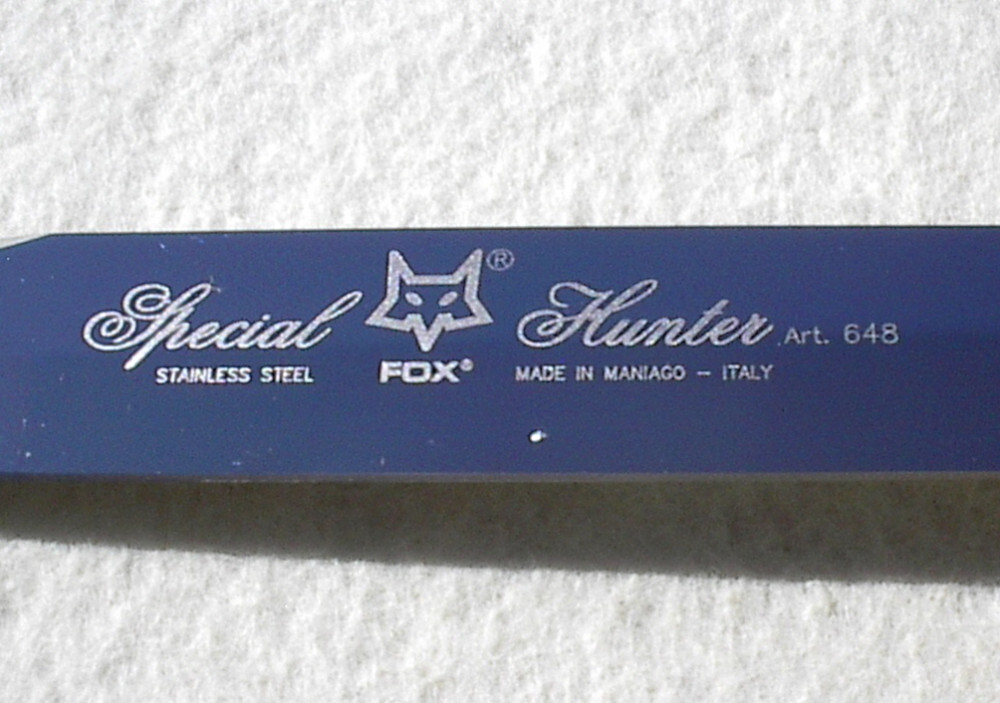 Special ® Hunter Art. 648
STAINLESS STEEL FOX® MADE IN MANIAGO - ITALY